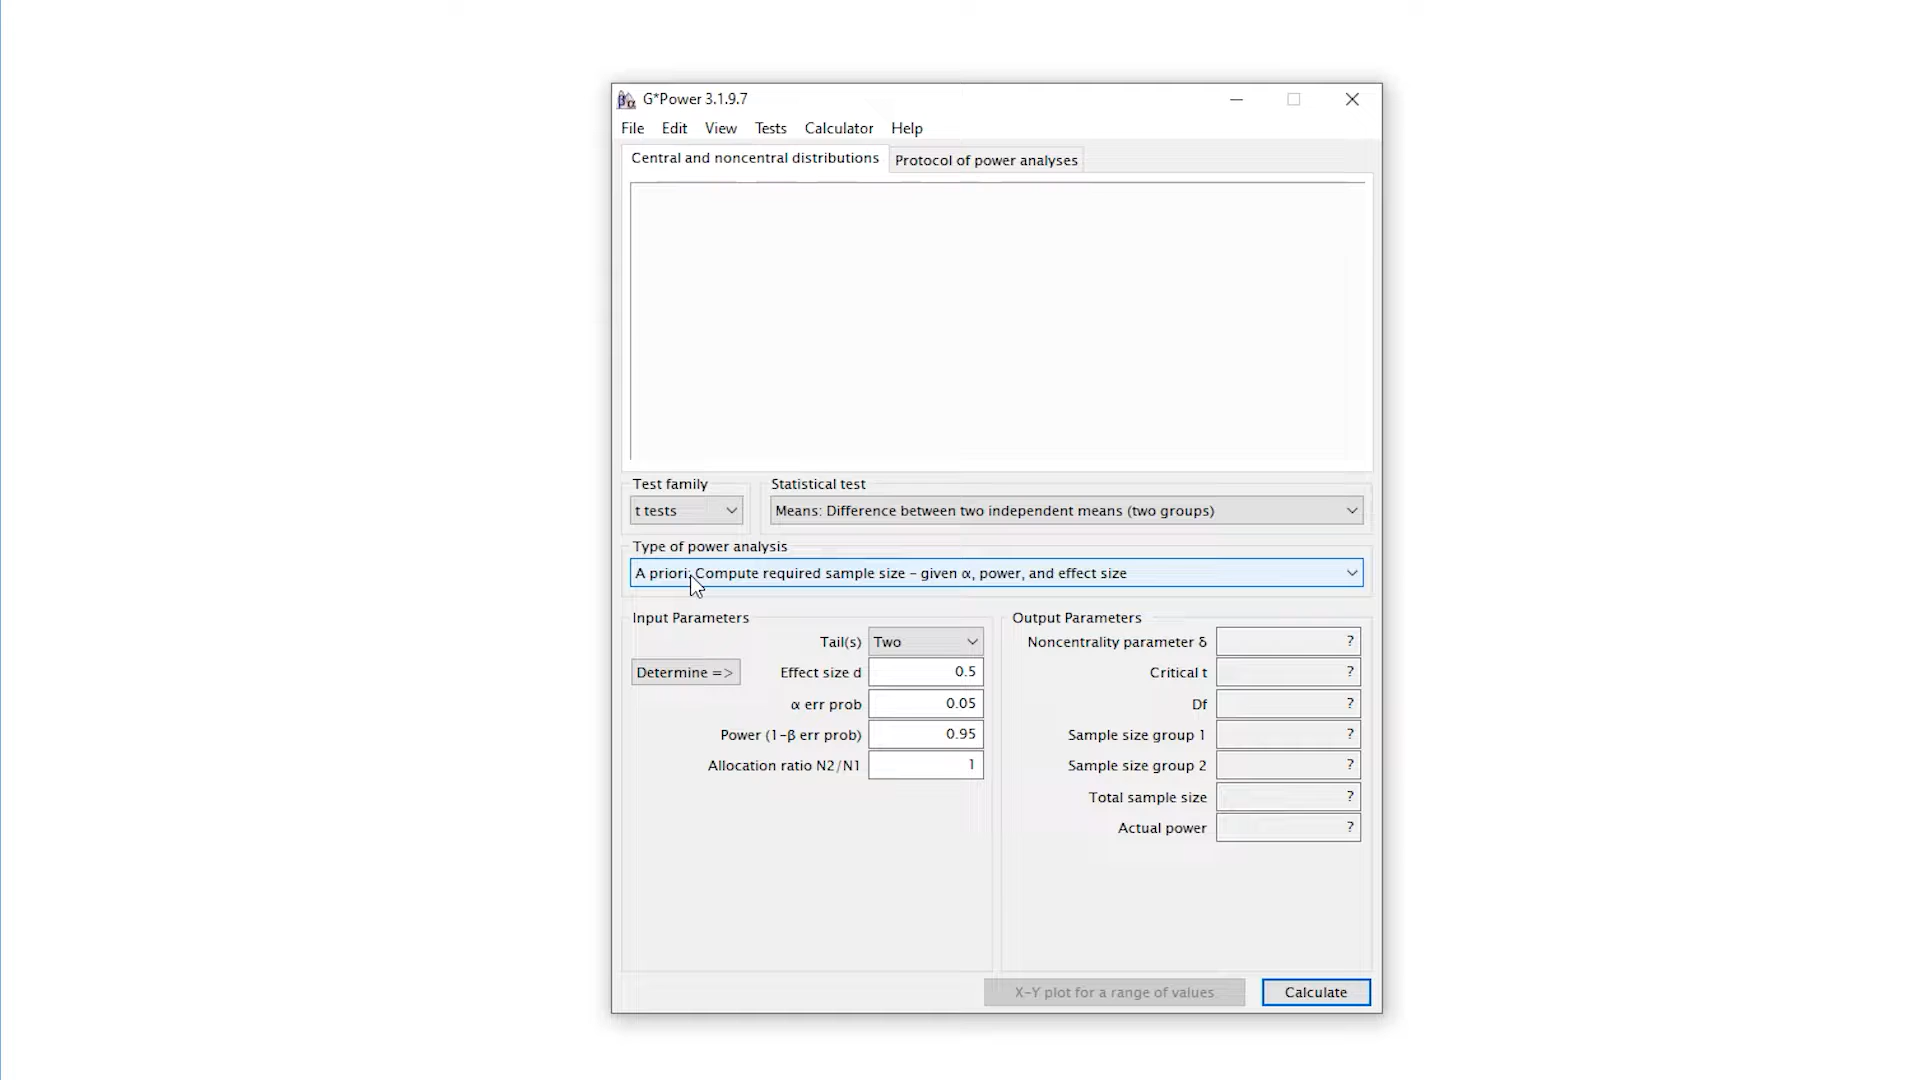 G*Power 3.1.9.7
File Edit View Tests Calculator Help
Central and noncentral distributions Protocol of power analyses
Test family Statistical test
t tests Means: Difference between two independent means (two groups)
Type of power analysis
A priori: Compute required sample size – given α, power, and effect size
Input Parameters Output Parameters
Tail(s) Two Noncentrality parameter δ ?
Determine => Effect size d 0.5 Critical t ?
α err prob 0.05 Df ?
Power (1-β err prob) 0.95 Sample size group 1 ?
Allocation ratio N2/N1 1 Sample size group 2 ?
Total sample size ?
Actual power ?
X-Y plot for a range of values Calculate